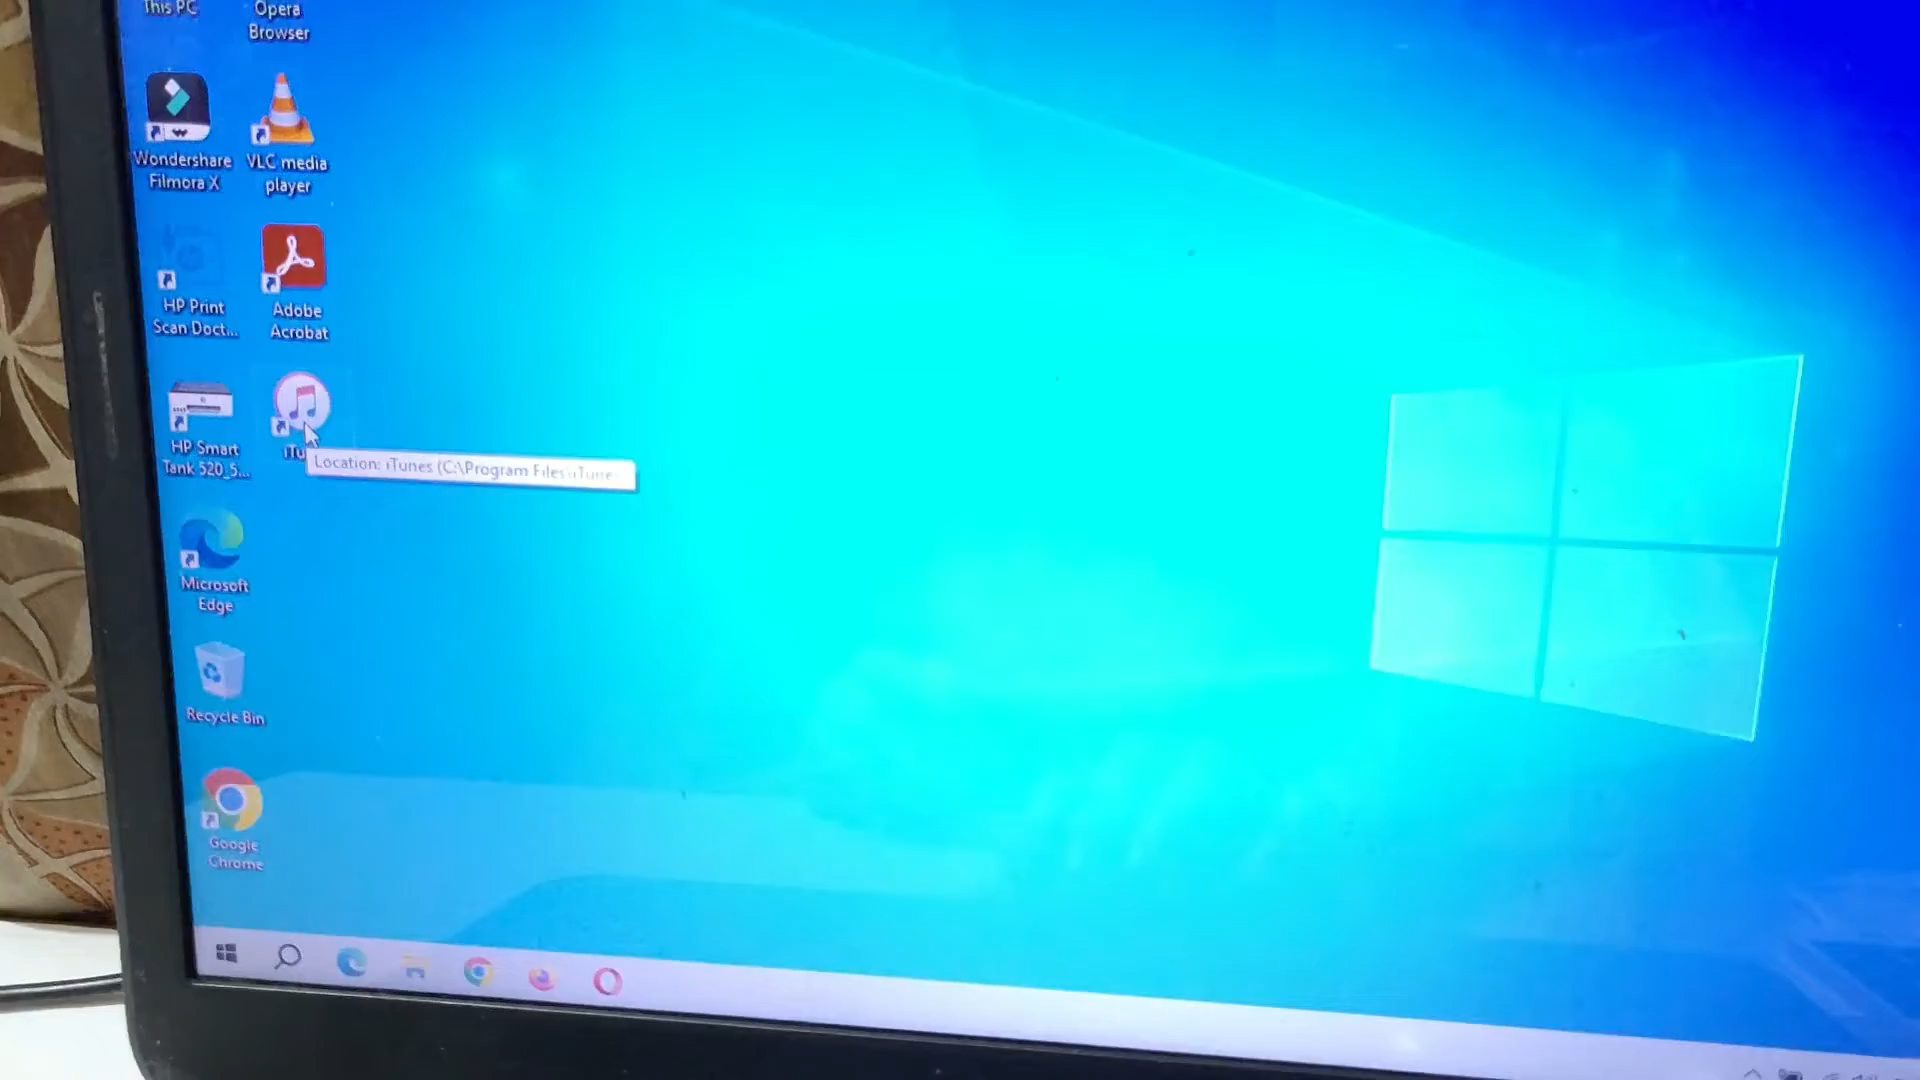 This PC
Opera
Browser
Wondershare
Filmora X
VLC media
player
HP Print
Scan Doct...
Adobe
Acrobat
HP Smart
Tank 520_5...
iTu
Location: iTunes (C:\Program Files\iTune
Microsoft
Edge
Recycle Bin
Google
Chrome